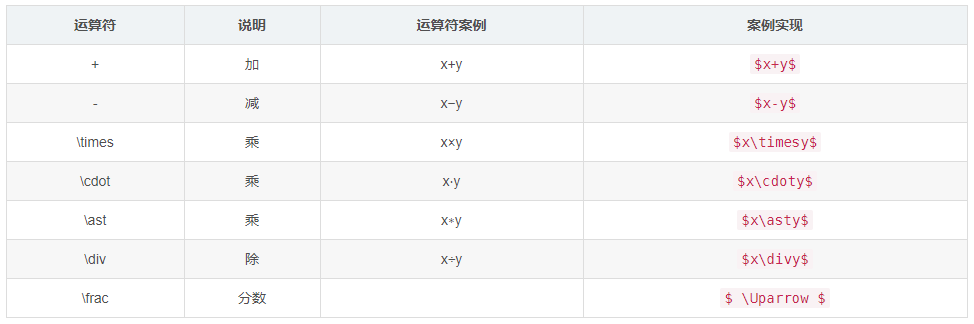 运算符 说明 运算符案例 案例实现
+ 加 x+y $x+y$
- 减 x−y $x-y$
\times 乘 x×y $x\timesy$
\cdot 乘 x⋅y $x\cdoty$
\ast 乘 x∗y $x\asty$
\div 除 x÷y $x\divy$
\frac 分数 $ \Uparrow $